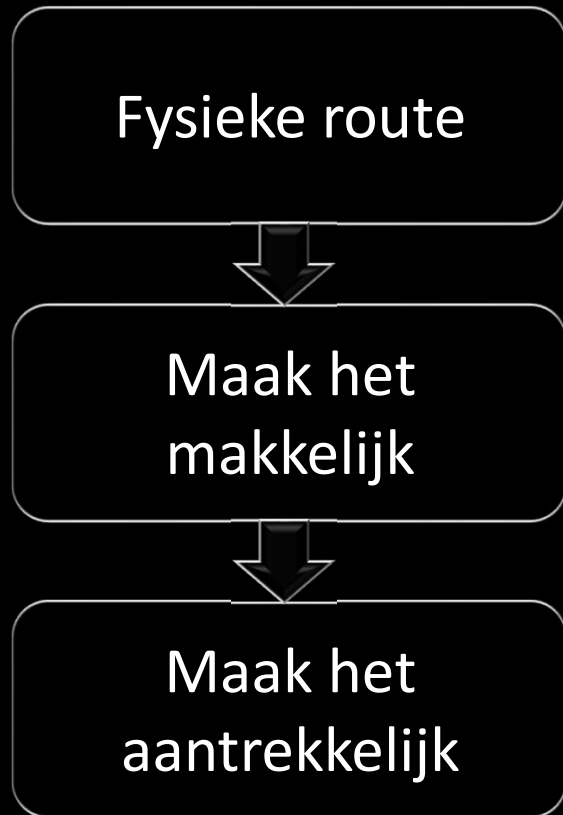 Fysieke route
Maak het
makkelijk
Maak het
aantrekkelijk